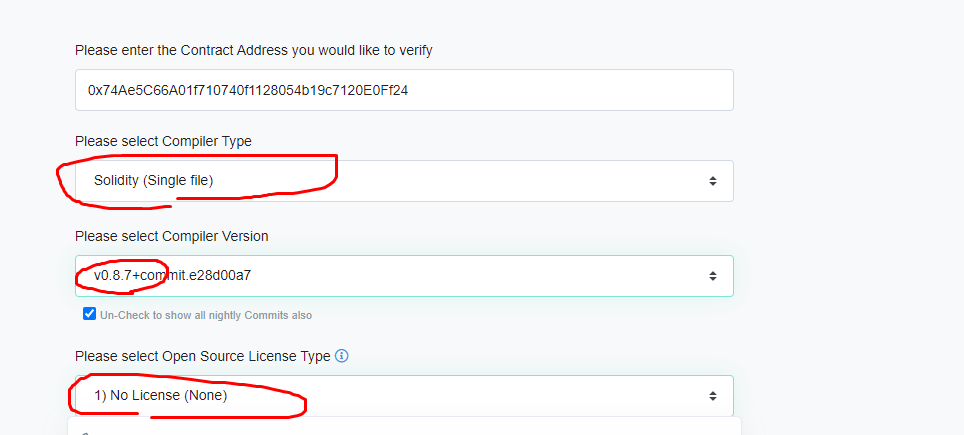 Please enter the Contract Address you would like to verify
0x74Ae5C66A01f710740f1128054b19c7120E0Ff24
Please select Compiler Type
Solidity (Single file)
Please select Compiler Version
v0.8.7+commit.e28d00a7
Un-Check to show all nightly Commits also
Please select Open Source License Type
1) No License (None)